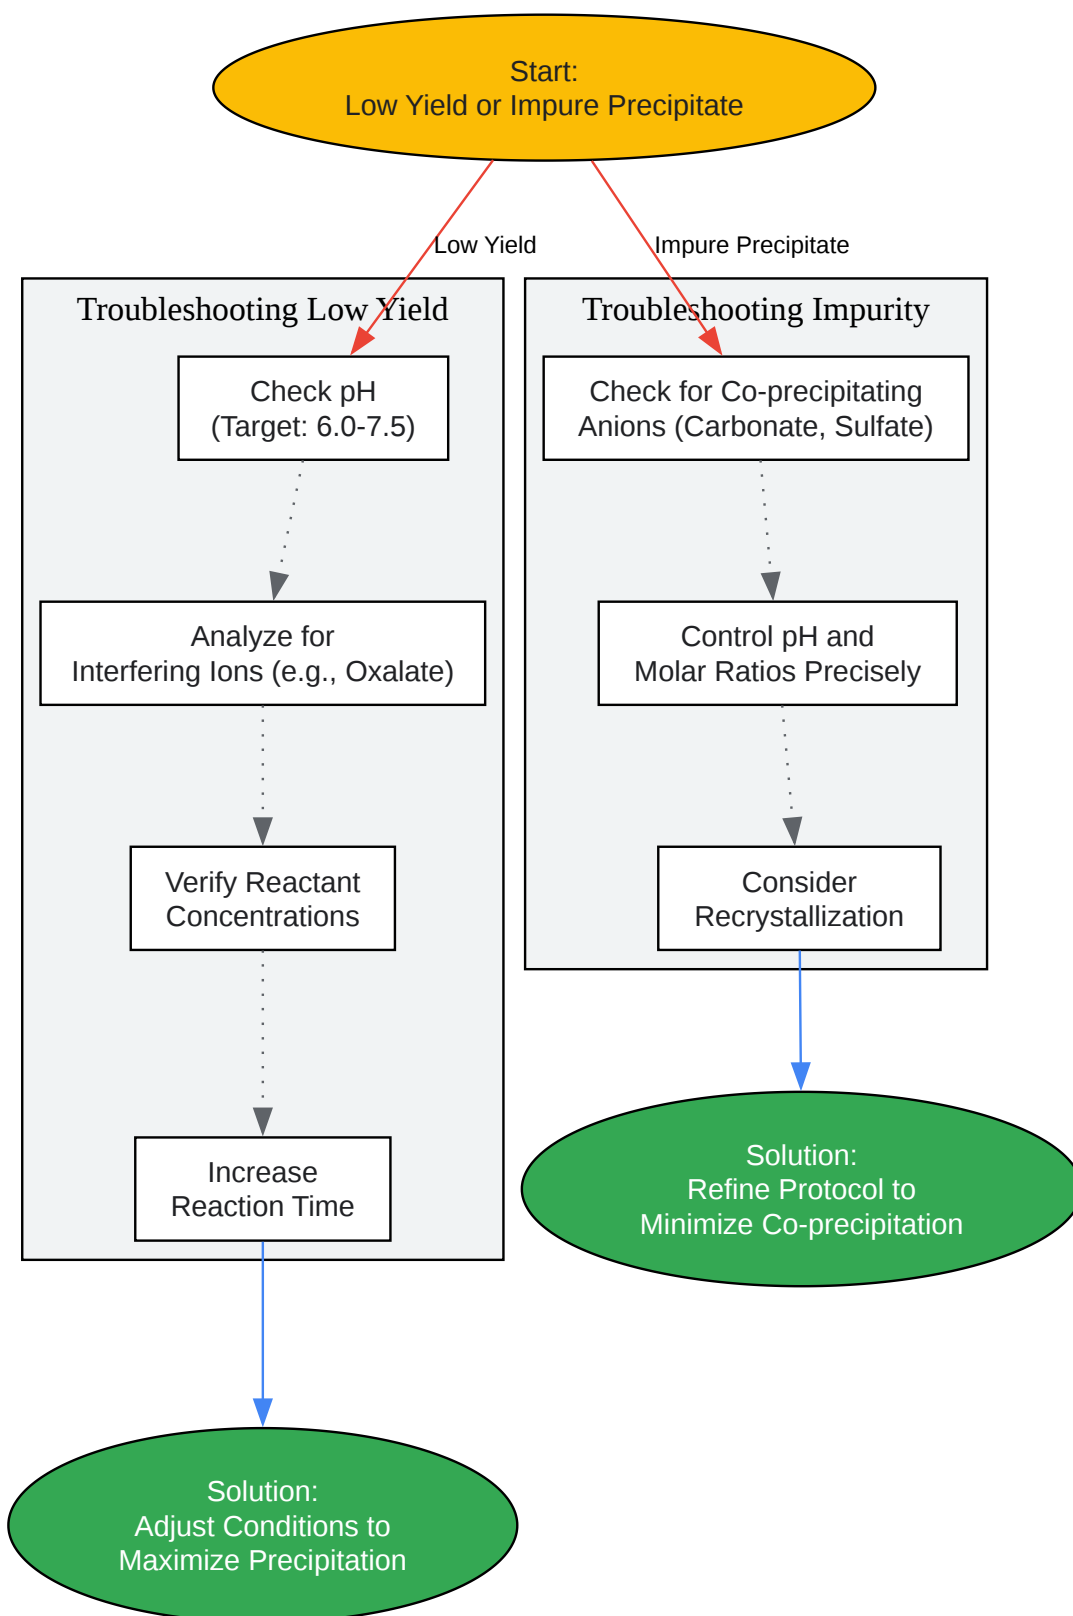 Start:
Low Yield or Impure Precipitate
Low Yield
Impure Precipitate
Troubleshooting Low Yield
Check pH
(Target: 6.0-7.5)
Analyze for
Interfering Ions (e.g., Oxalate)
Verify Reactant
Concentrations
Increase
Reaction Time
Solution:
Adjust Conditions to
Maximize Precipitation
Troubleshooting Impurity
Check for Co-precipitating
Anions (Carbonate, Sulfate)
Control pH and
Molar Ratios Precisely
Consider
Recrystallization
Solution:
Refine Protocol to
Minimize Co-precipitation